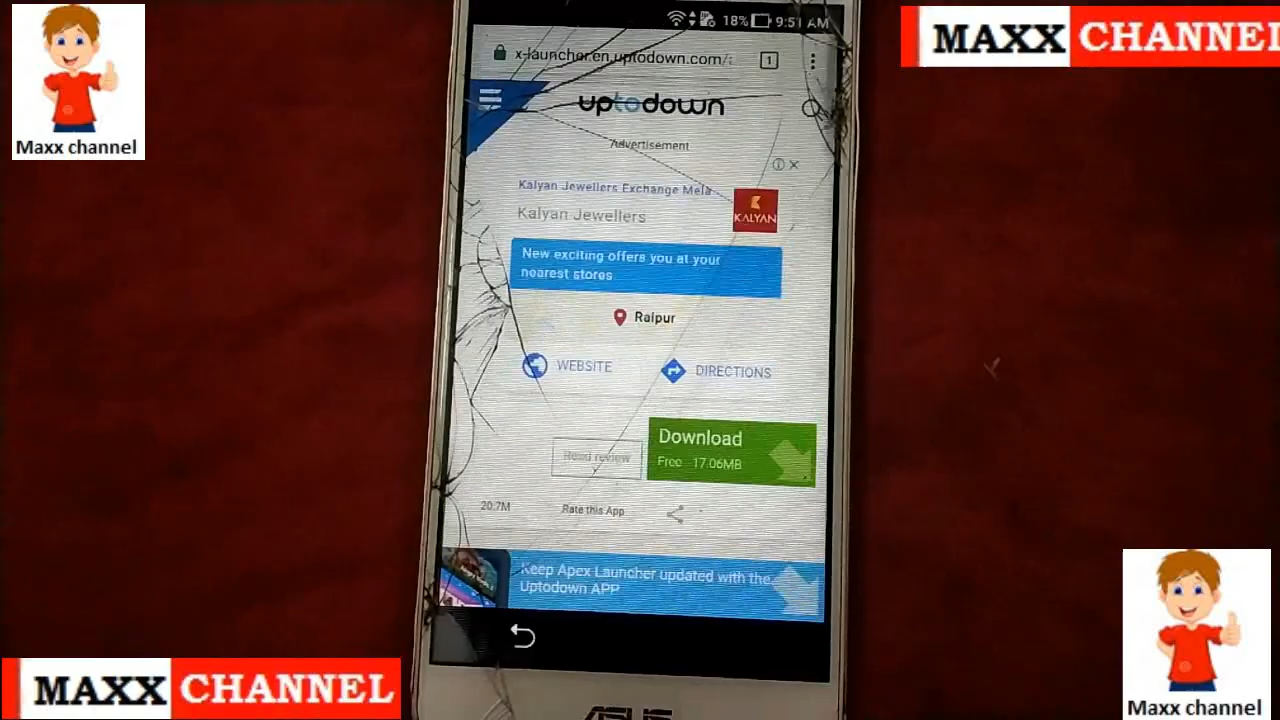 Maxx channel
MAXX CHANNEL
18% 9:51 AM
x-launcher.en.uptodown.com/
1
uptodown
Advertisement
Kalyan Jewellers Exchange Mela
Kalyan Jewellers
KALYAN
New exciting offers you at your
nearest stores
Raipur
WEBSITE
DIRECTIONS
Download
Read review
Free 17.06MB
20.7M
Rate this App
Keep Apex Launcher updated with the
Uptodown APP
MAXX CHANNEL
ASUS
Maxx channel